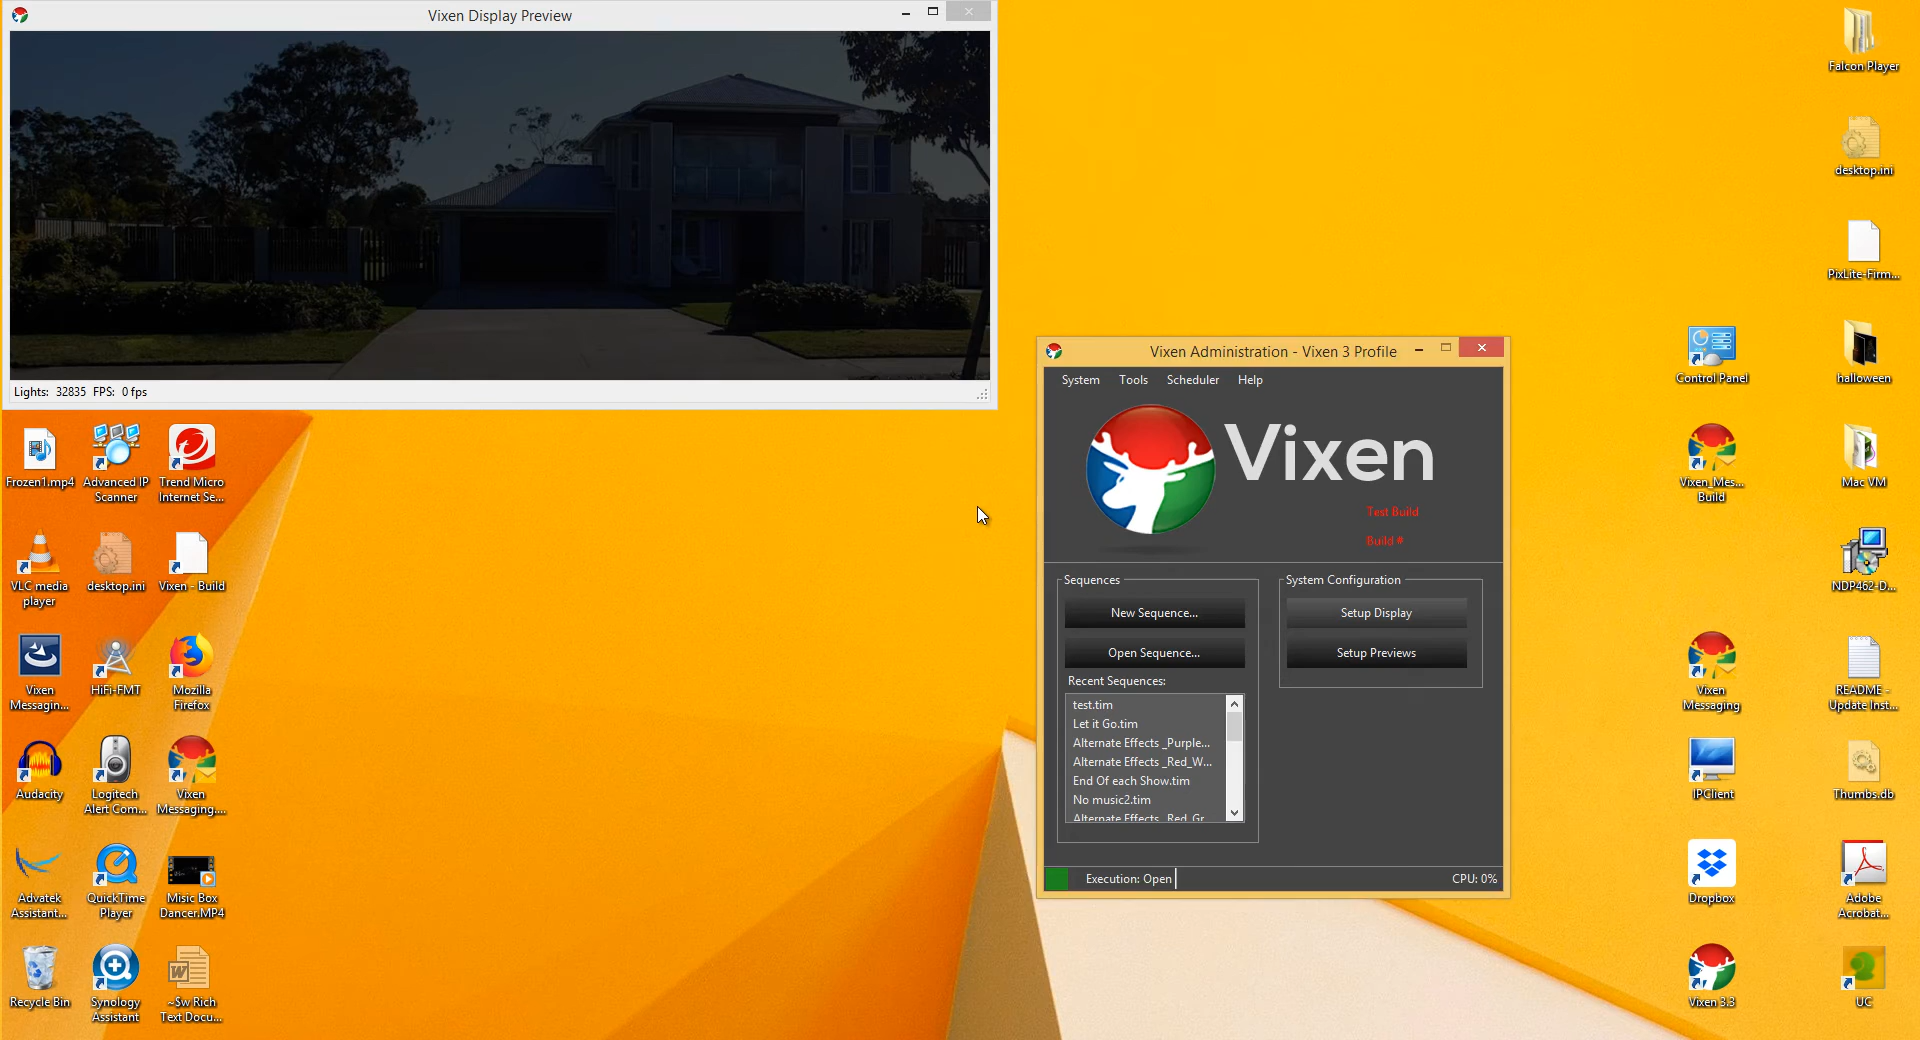 Vixen Display Preview
Lights: 32835 FPS: 0 fps
Frozen1.mp4
Advanced IP
Scanner
Trend Micro
Internet Se...
VLC media
player
desktop.ini
Vixen - Build
Vixen
Messagin...
HiFi-FMT
Mozilla
Firefox
Audacity
Logitech
Alert Com...
Vixen
Messaging....
Advatek
Assistant...
QuickTime
Player
Misic Box
Dancer.MP4
Recycle Bin
Synology
Assistant
~$w Rich
Text Docu...
Vixen Administration - Vixen 3 Profile
System Tools Scheduler Help
Vixen
Test Build
Build #
Sequences
New Sequence...
Open Sequence...
Recent Sequences:
test.tim
Let it Go.tim
Alternate Effects _Purple...
Alternate Effects _Red_W...
End Of each Show.tim
No music2.tim
Alternate Effects _Red_Gr
System Configuration
Setup Display
Setup Previews
Execution: Open
CPU: 0%
Falcon Player
desktop.ini
PixLite-Firm...
Control Panel
halloween
Vixen_Mes...
Build
Mac VM
NDP462-D...
Vixen
Messaging
README -
Update Inst...
IPClient
Thumbs.db
Dropbox
Adobe
Acrobat...
Vixen 3.3
UC